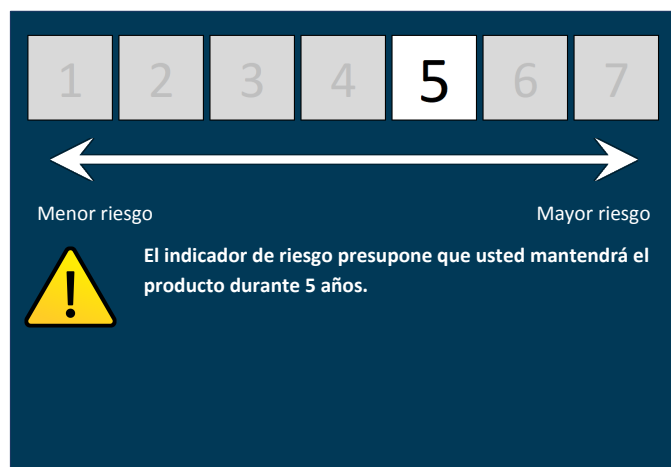 1 2 3 4 5 6 7
Menor riesgo Mayor riesgo
El indicador de riesgo presupone que usted mantendrá el
producto durante 5 años.